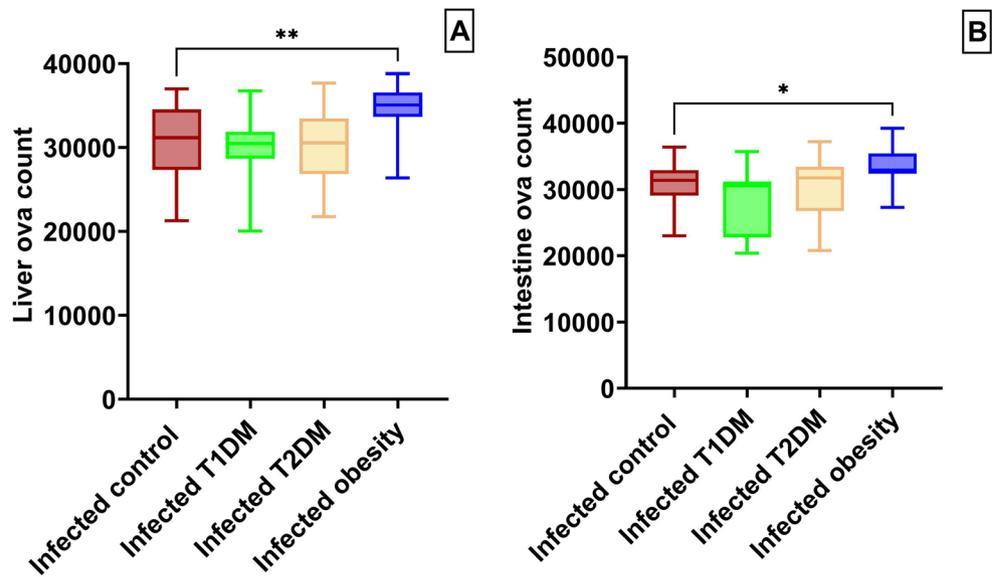 A
**
Liver ova count
40000
30000
20000
10000
0
Infected control
Infected T1DM
Infected T2DM
Infected obesity
B
*
Intestine ova count
50000
40000
30000
20000
10000
0
Infected control
Infected T1DM
Infected T2DM
Infected obesity